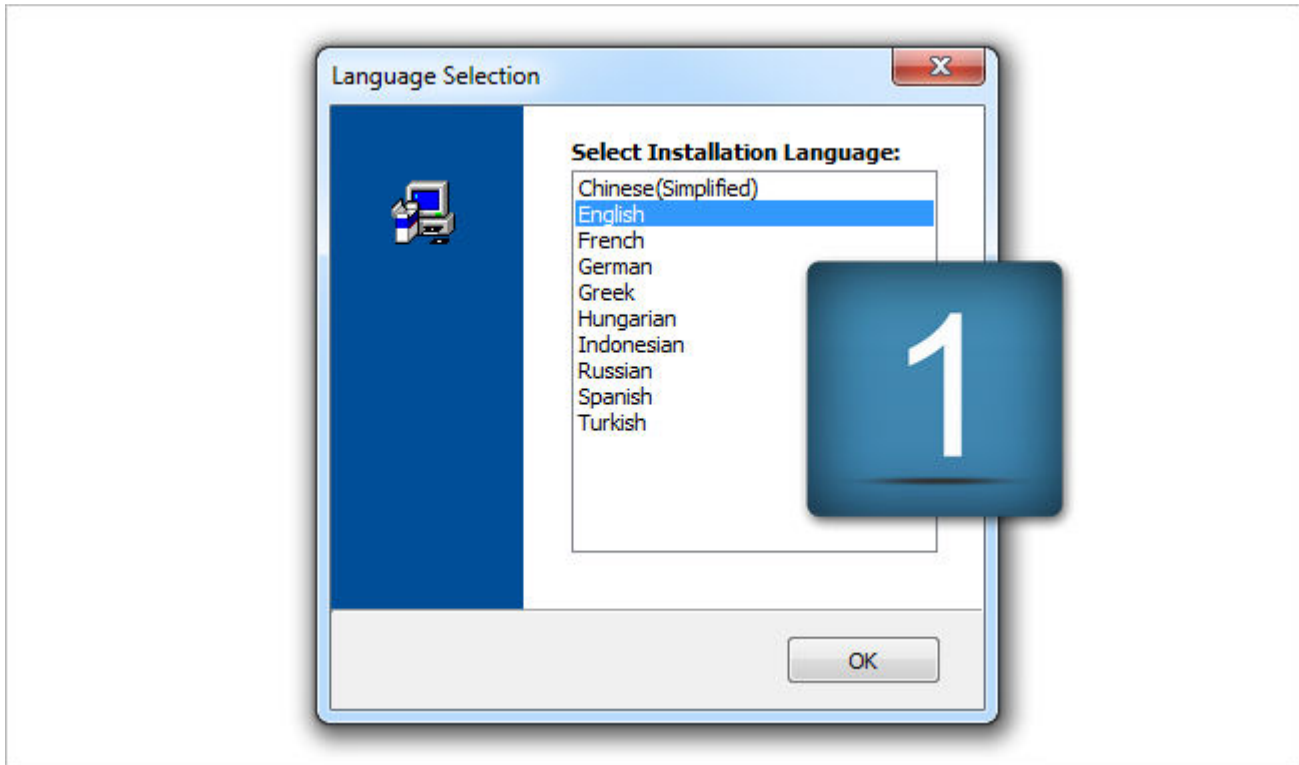 Language Selection
Select Installation Language:
Chinese(Simplified)
English
French
German
Greek
Hungarian
Indonesian
Russian
Spanish
Turkish
1
OK